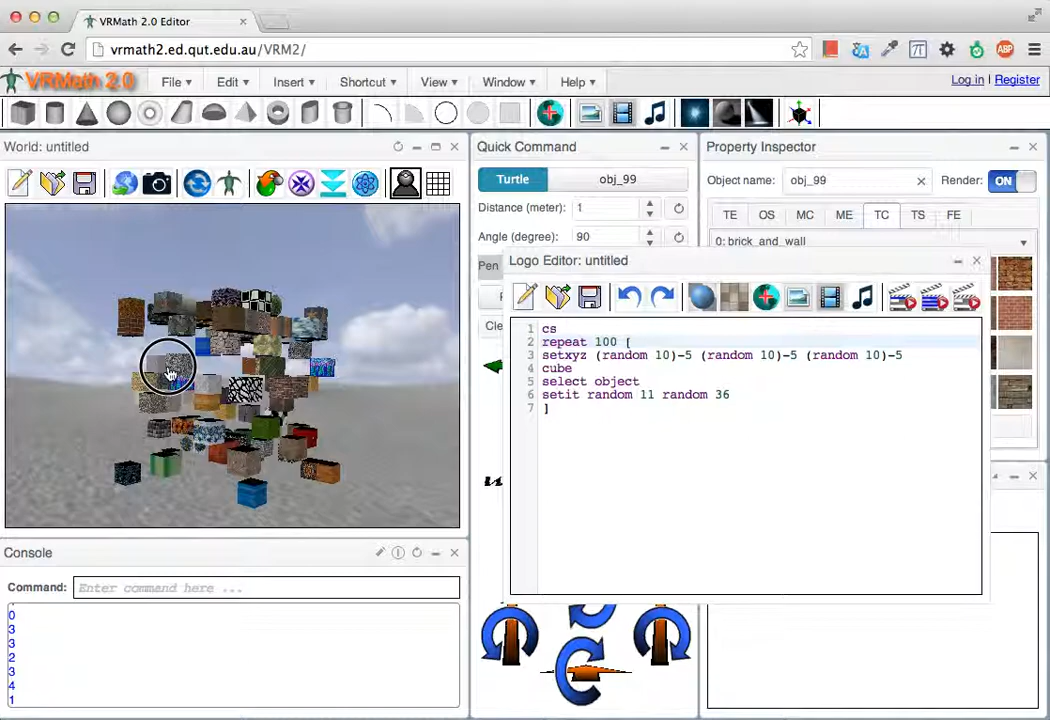 VRMath 2.0 Editor
vrmath2.ed.qut.edu.au/VRM2/
ABP
VRMath 2.0 File Edit Insert Shortcut View Window Help
Log in | Register
World: untitled
Quick Command
Turtle obj_99
Distance (meter): 1
Angle (degree): 90
Pen
Cle
Property Inspector
Object name: obj_99 Render: ON
TE OS MC ME TC TS FE
0: brick_and_wall
Logo Editor: untitled
1 cs
2 repeat 100 [
3 setxyz (random 10)-5 (random 10)-5 (random 10)-5
4 cube
5 select object
6 setit random 11 random 36
7 ]
Console
Command: Enter command here ...
0
3
3
2
3
4
1